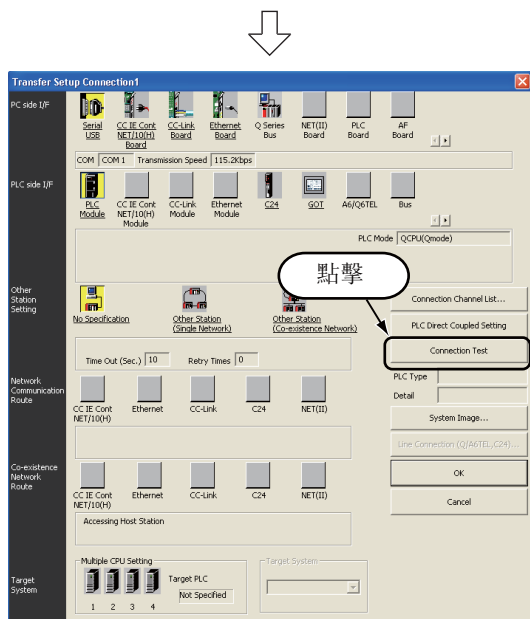 Transfer Setup Connection1
PC side I/F
Serial USB
CC IE Cont NET/10(H) Board
CC-Link Board
Ethernet Board
Q Series Bus
NET(II) Board
PLC Board
AF Board
COM COM 1 Transmission Speed 115.2Kbps
PLC side I/F
PLC Module
CC IE Cont NET/10(H) Module
CC-Link Module
Ethernet Module
C24
GOT
A6/Q6TEL
Bus
PLC Mode QCPU(Qmode)
點擊
Other Station Setting
No Specification
Other Station (Single Network)
Other Station (Co-existence Network)
Time Out (Sec.) 10 Retry Times 0
Connection Channel List...
PLC Direct Coupled Setting
Connection Test
PLC Type
Detail
System Image...
Line Connection (Q/A6TEL,C24)...
OK
Cancel
Network Communication Route
CC IE Cont NET/10(H)
Ethernet
CC-Link
C24
NET(II)
Co-existence Network Route
CC IE Cont NET/10(H)
Ethernet
CC-Link
C24
NET(II)
Accessing Host Station
Target System
Multiple CPU Setting
1 2 3 4
Target PLC
Not Specified
Target System